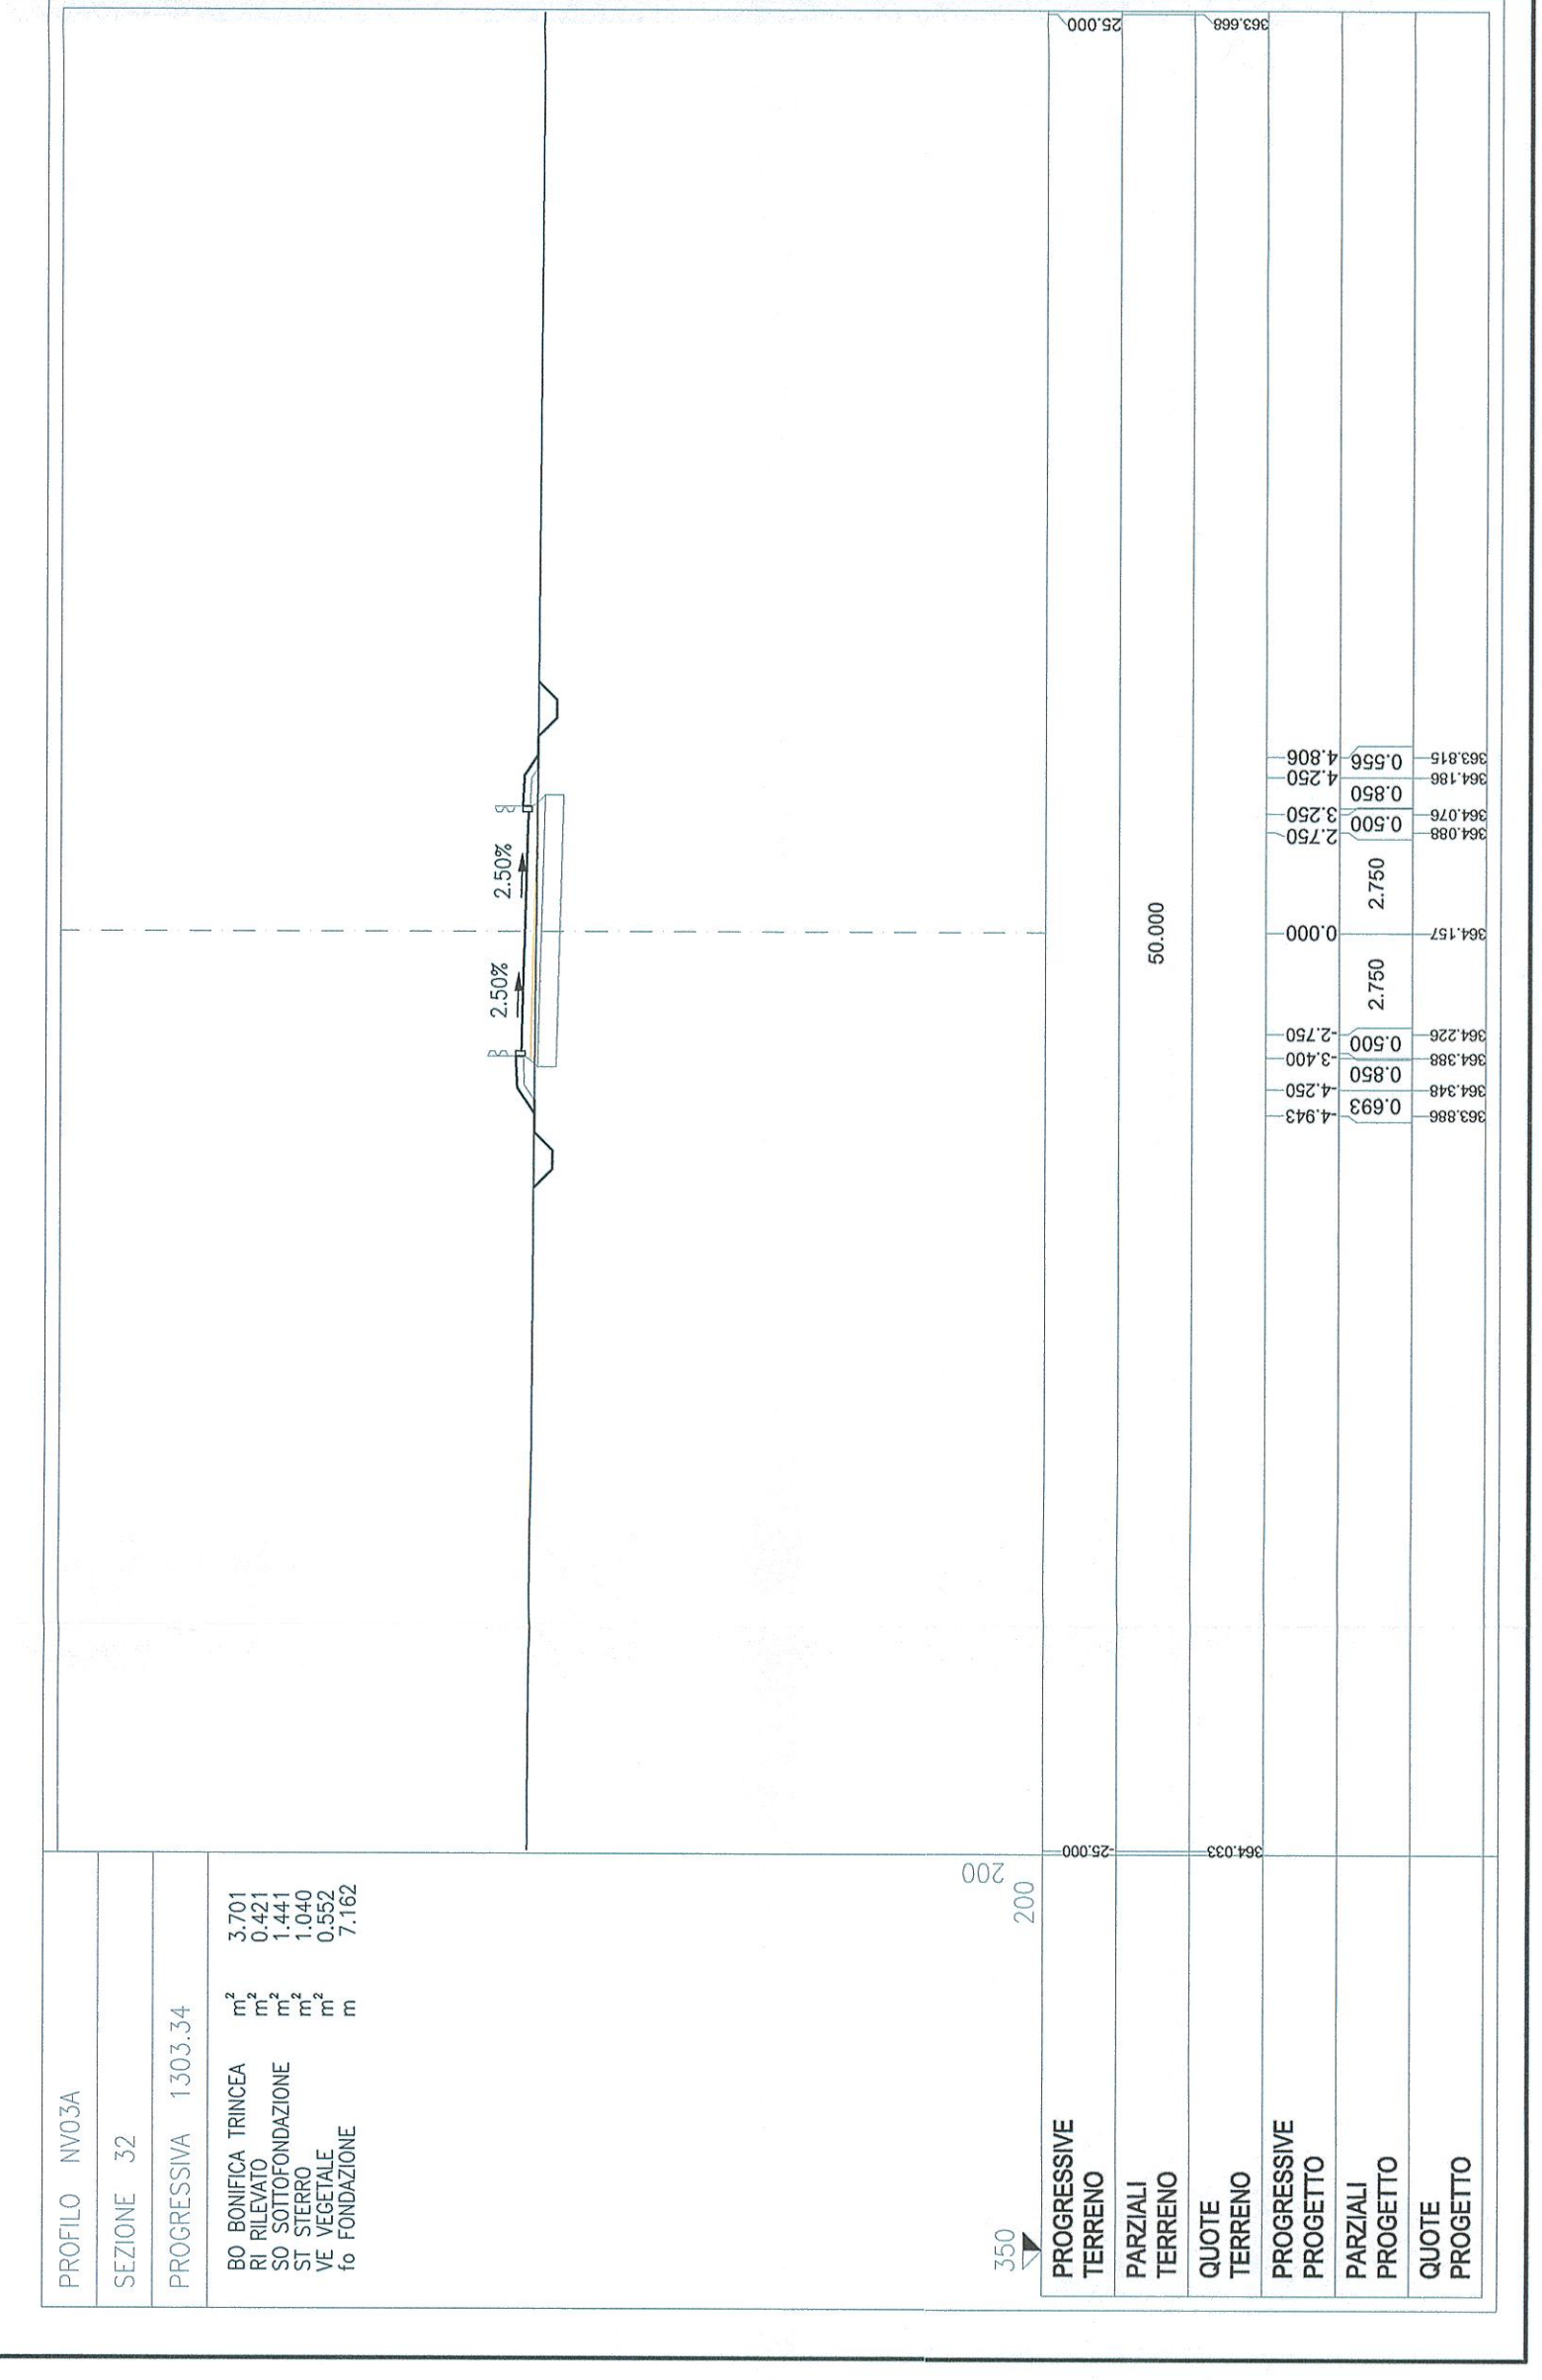 PROFILO NV03A
SEZIONE 32
PROGRESSIVA 1303.34
BO BONIFICA TRINCEA m² 3.701
RI RILEVATO m² 0.421
SO SOTTOFONDAZIONE m² 1.441
ST STERRO m² 1.040
VE VEGETALE m² 0.552
fo FONDAZIONE m 7.162
2.50% 2.50%
200
350 200
PROGRESSIVE TERRENO -25.000 25.000
PARZIALI TERRENO 50.000
QUOTE TERRENO 364.033 363.668
PROGRESSIVE PROGETTO -4.943 -4.250 -3.400 -2.750 0.000 2.750 3.250 4.250 4.806
PARZIALI PROGETTO 0.693 0.850 0.500 2.750 2.750 0.500 0.850 0.556
QUOTE PROGETTO 363.886 364.348 364.388 364.226 364.157 364.088 364.076 364.186 363.815